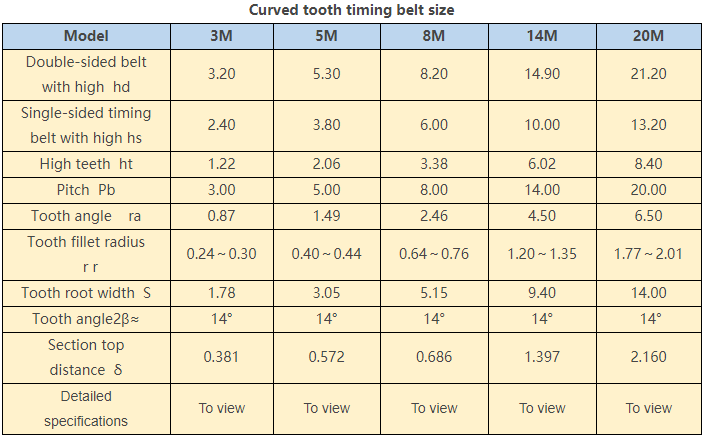 Curved tooth timing belt size
Model 3M 5M 8M 14M 20M
Double-sided belt
with high hd 3.20 5.30 8.20 14.90 21.20
Single-sided timing
belt with high hs 2.40 3.80 6.00 10.00 13.20
High teeth ht 1.22 2.06 3.38 6.02 8.40
Pitch Pb 3.00 5.00 8.00 14.00 20.00
Tooth angle ra 0.87 1.49 2.46 4.50 6.50
Tooth fillet radius
r r 0.24～0.30 0.40～0.44 0.64～0.76 1.20～1.35 1.77～2.01
Tooth root width S 1.78 3.05 5.15 9.40 14.00
Tooth angle2β≈ 14° 14° 14° 14° 14°
Section top
distance δ 0.381 0.572 0.686 1.397 2.160
Detailed
specifications To view To view To view To view To view